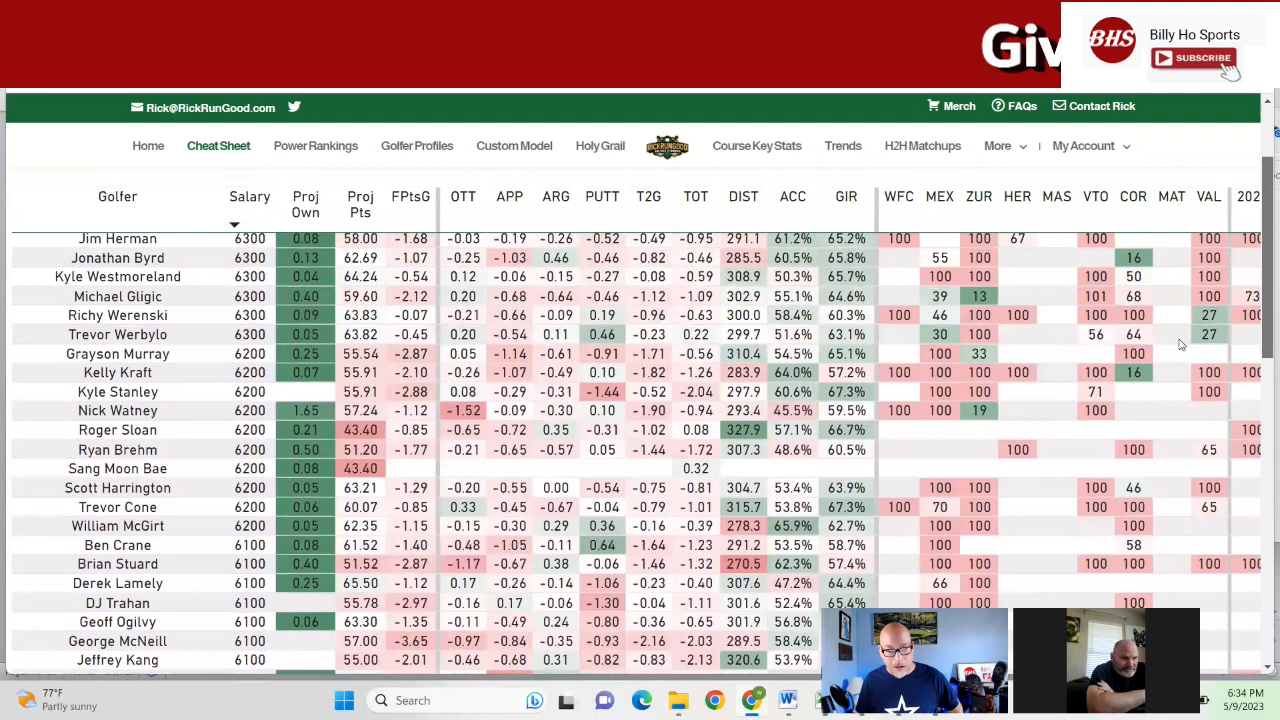 Giv
BHS
Billy Ho Sports
SUBSCRIBE
Rick@RickRunGood.com
Merch FAQs Contact Rick
Home Cheat Sheet Power Rankings Golfer Profiles Custom Model Holy Grail RICKRUNGOOD Course Key Stats Trends H2H Matchups More My Account
Golfer Salary Proj Own Proj Pts FPtsG OTT APP ARG PUTT T2G TOT DIST ACC GIR WFC MEX ZUR HER MAS VTO COR MAT VAL 202
Jim Herman 6300 0.08 58.00 -1.68 -0.03 -0.19 -0.26 -0.52 -0.49 -0.95 291.1 61.2% 65.2% 100 100 67 100 100 100
Jonathan Byrd 6300 0.13 62.69 -1.07 0.25 -1.03 0.46 -0.46 -0.82 -0.46 285.5 60.5% 65.8% 55 100 16 100
Kyle Westmoreland 6300 0.04 64.24 -0.54 0.12 -0.06 -0.15 -0.27 -0.08 -0.59 308.9 50.3% 65.7% 100 100 100 50 100
Michael Gligic 6300 0.40 59.60 -2.12 0.20 -0.68 -0.64 -0.46 -1.12 -1.09 302.9 55.1% 64.6% 39 13 101 68 100 73
Richy Werenski 6300 0.09 63.83 -0.07 -0.21 -0.66 -0.09 0.19 -0.96 -0.63 300.0 58.4% 60.3% 100 46 100 100 100 100 27 100
Trevor Werbylo 6300 0.05 63.82 -0.45 0.20 -0.54 0.11 0.46 -0.23 0.22 299.7 51.6% 63.1% 30 100 56 64 27
Grayson Murray 6200 0.25 55.54 -2.87 0.05 -1.14 -0.61 -0.91 -1.71 -0.56 310.4 54.5% 65.1% 100 33 100 100
Kelly Kraft 6200 0.07 55.91 -2.10 -0.26 -1.07 -0.49 0.10 -1.82 -1.26 283.9 64.0% 57.2% 100 100 100 100 100 16 100
Kyle Stanley 6200 55.91 -2.88 0.08 -0.29 -0.31 -1.44 -0.52 -2.04 297.9 60.6% 67.3% 100 100 71 100
Nick Watney 6200 1.65 57.24 -1.12 -1.52 -0.09 -0.30 0.10 -1.90 -0.94 293.4 45.5% 59.5% 100 100 19 100
Roger Sloan 6200 0.21 43.40 -0.85 -0.65 -0.72 0.35 -0.31 -1.02 0.08 327.9 57.1% 66.7% 100
Ryan Brehm 6200 0.50 51.20 -1.77 -0.21 -0.65 -0.57 0.05 -1.44 -1.72 307.3 48.6% 60.5% 100 100 100 65 100
Sang Moon Bae 6200 0.08 43.40 0.32
Scott Harrington 6200 0.05 63.21 -1.29 -0.20 -0.55 0.00 -0.54 -0.75 -0.81 304.7 53.4% 63.9% 100 100 100 46 100
Trevor Cone 6200 0.06 60.07 -0.85 0.33 -0.45 -0.67 -0.04 -0.79 -1.01 315.7 53.8% 67.3% 100 70 100 100 100 65
William McGirt 6200 0.05 62.35 -1.15 -0.15 -0.30 0.29 0.36 -0.16 -0.39 278.3 65.9% 62.7% 100 100 100
Ben Crane 6100 0.08 61.52 -1.40 -0.48 -1.05 -0.11 0.64 -1.64 -1.23 291.2 53.5% 58.7% 100 58
Brian Stuard 6100 0.40 51.52 -2.87 -1.17 -0.67 0.38 -0.06 -1.46 -1.32 270.5 62.3% 57.4% 100 100 100 100 100 100
Derek Lamely 6100 0.25 65.50 -1.12 0.17 -0.26 -0.14 -1.06 -0.23 -0.40 307.6 47.2% 64.4% 66 100
DJ Trahan 6100 55.78 -2.97 -0.16 0.17 -0.06 -1.30 -0.04 -1.11 301.6 52.4% 65.4% 100 100 100
Geoff Ogilvy 6100 0.06 63.30 -1.35 -0.11 -0.49 0.24 -0.80 -0.36 -0.65 301.9 56.8%
George McNeill 6100 57.00 -3.65 -0.97 -0.84 -0.35 -0.93 -2.16 -2.03 289.5 58.4%
Jeffrey Kang 6100 55.00 -2.01 -0.46 -0.68 0.31 -0.82 -0.83 -2.13 320.6 53.9%
77°F
Partly sunny
Search
6:34 PM
5/9/2023